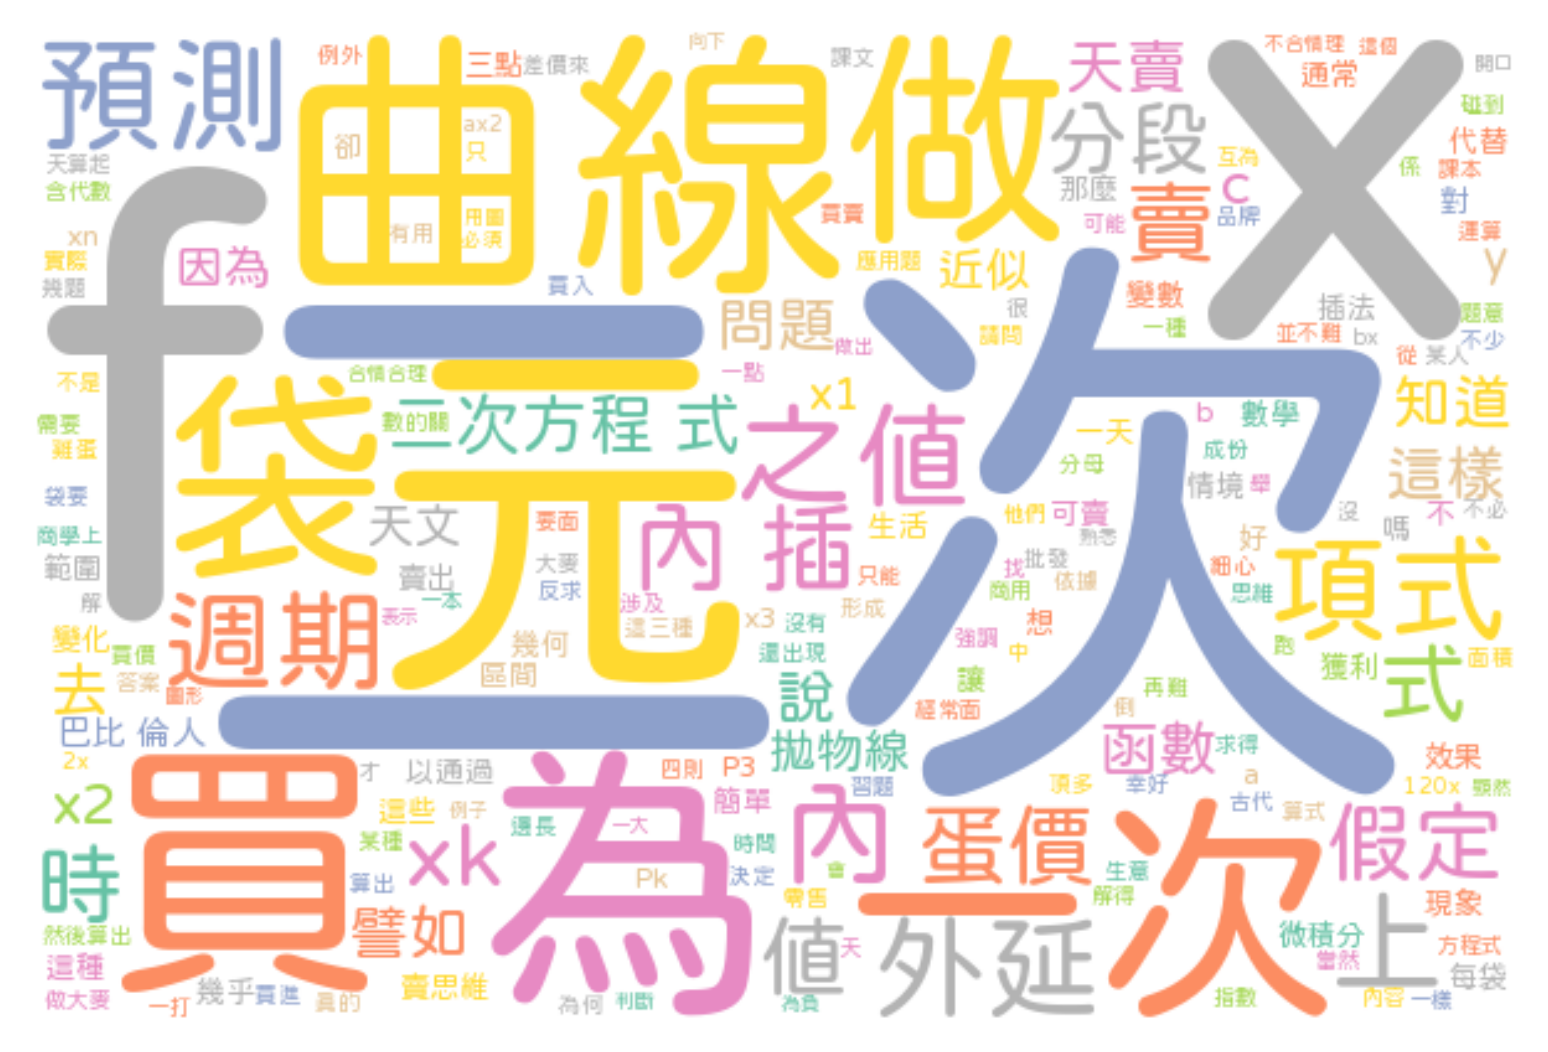 預測
例外
曲線做
三點
差價來
向下
課文
天賣
x
不合情理
這個
通常
開口
碰到
代替
課本
係
對
運算
y
天算起
含代數
f
xn
實際
幾題
因為
卻
ax2
只
有用
用圖
必須
買賣
買入
分段
那麼
互為
c
賣
可能
品牌
應用題
近似
變數
一種
很
請問
插法
並不難
bx
題意
不少
從
某人
問題
做出
一點
二次
合情合理
不是
需要
雞蛋
袋要
商學上
範圍
解
袋
數的關
二次方程 式
x1
之值
元
一
一天
分母
b
數學
成份
情境
舉
知道
這樣
沒
不
不必
嗎
天文
賣出
要面
大麥
反求
一本
內插
生活
只能
他們
可賣
熟悉
找
批發
商用
依據
好
細心
思維
項式
週期
表示
涉及
這三種
x3
沒有
形成
強調
想
中
還出現
幾何
區間
變化
買價
去
答案
圖形
巴比 倫人
2x
說
讓
經常面
再難
倒
跑
獲利
式
面積
拋物線
函數
求得
效果
才
以通過
四則
P3
習題
頂多
幸好
a
古代
算式
120x
顯然
x2
買
這些
例子
某種
xk
邊長
為
一大
簡單
時間
內
蛋價
一次
假定
時
算出
Pk
決定
會
零售
生意
解得
譬如
然後算出
這種
做大麥
一打
幾乎
買進
真的
賣思維
為何
判斷
值
天
為負
外延
微積分
當然
上
現象
方程式
每袋
指數
內容
一樣